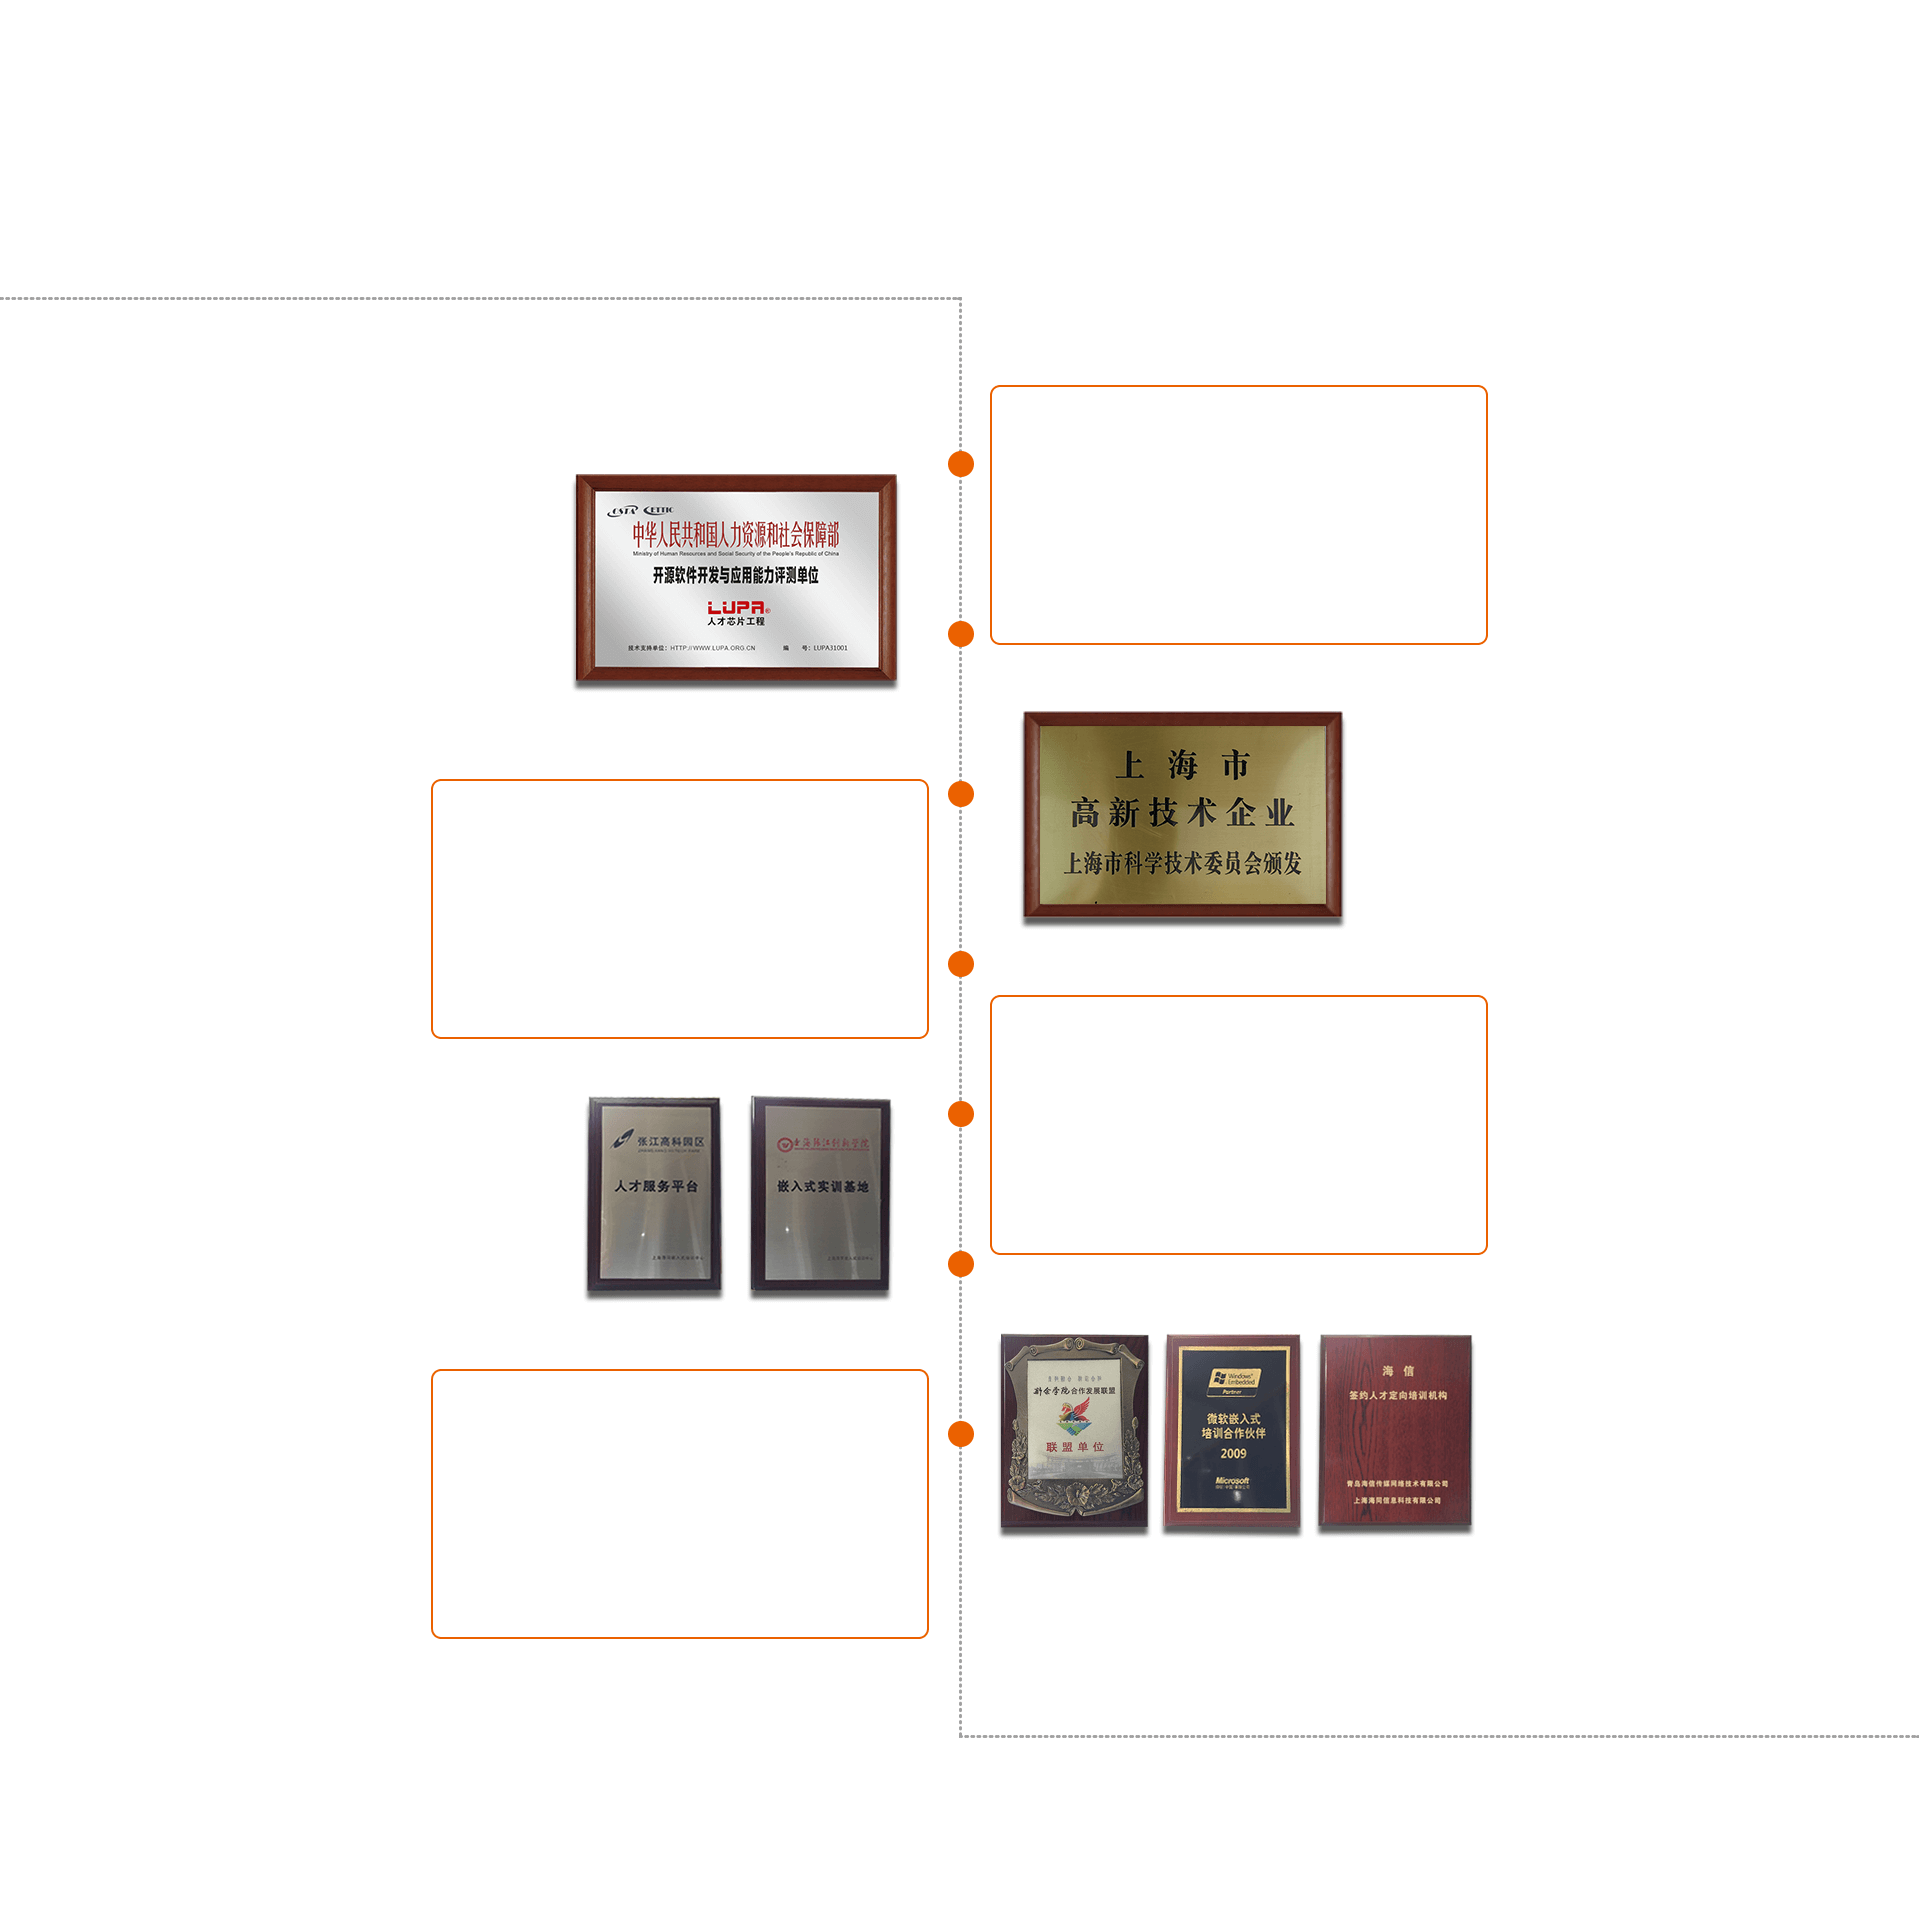 OSTA CETTIC
中华人民共和国人力资源和社会保障部
Ministry of Human Resources and Social Security of the People's Republic of China
开源软件开发与应用能力评测单位
LUPA®
人才芯片工程
技术支持单位：HTTP://WWW.LUPA.ORG.CN 编 号：LUPA31001
上海市
高新技术企业
上海市科学技术委员会颁发
张江高科园区
人才服务平台
上海张江创新学院
嵌入式实训基地
合作发展联盟
联盟单位
Windows®
Embedded
Partner
微软嵌入式
培训合作伙伴
2009
Microsoft
海信
签约人才定向培训机构
青岛海信传媒网络技术有限公司
上海海同信息科技有限公司